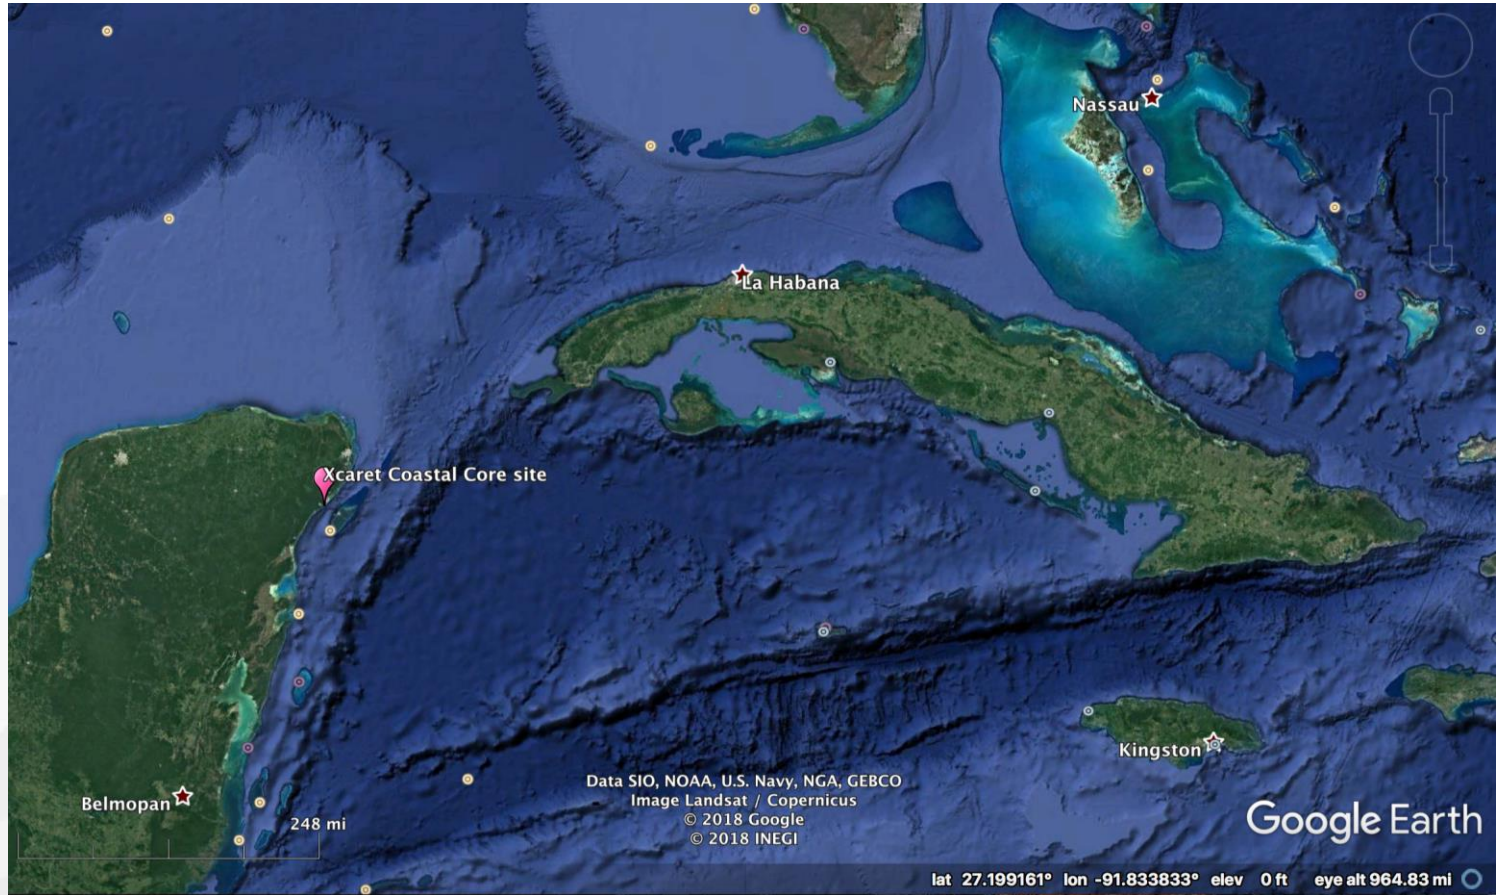 Nassau
La Habana
Xcaret Coastal Core site
Kingston
Belmopan
248 mi
Data SIO, NOAA, U.S. Navy, NGA, GEBCO
Image Landsat / Copernicus
© 2018 Google
© 2018 INEGI
Google Earth
lat 27.199161° lon -91.833833° elev 0 ft eye alt 964.83 mi